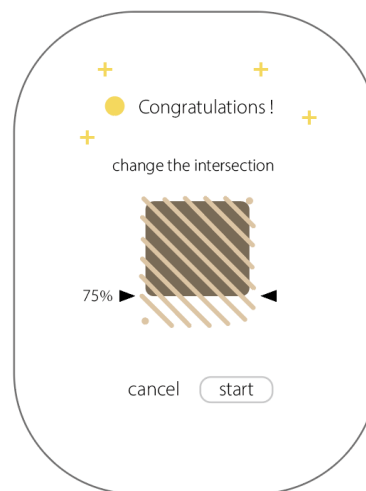 Congratulations !
change the intersection
75%
cancel start